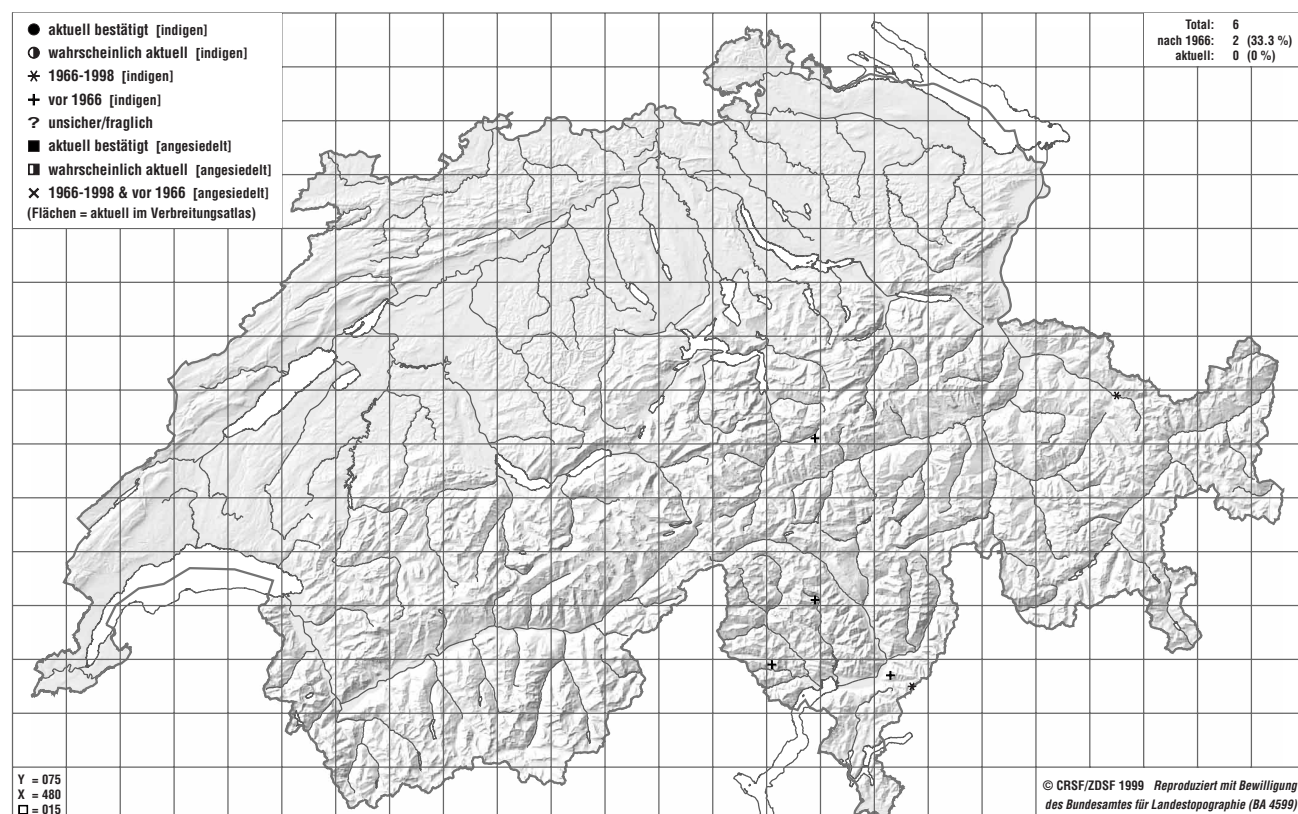 ● aktuell bestätigt [indigen]
◑ wahrscheinlich aktuell [indigen]
✳ 1966-1998 [indigen]
+ vor 1966 [indigen]
? unsicher/fraglich
■ aktuell bestätigt [angesiedelt]
◨ wahrscheinlich aktuell [angesiedelt]
× 1966-1998 & vor 1966 [angesiedelt]
(Flächen = aktuell im Verbreitungsatlas)
Total: 6
nach 1966: 2 (33.3 %)
aktuell: 0 (0 %)
Y = 075
X = 480
□ = 015
© CRSF/ZDSF 1999 Reproduziert mit Bewilligung
des Bundesamtes für Landestopographie (BA 4599)